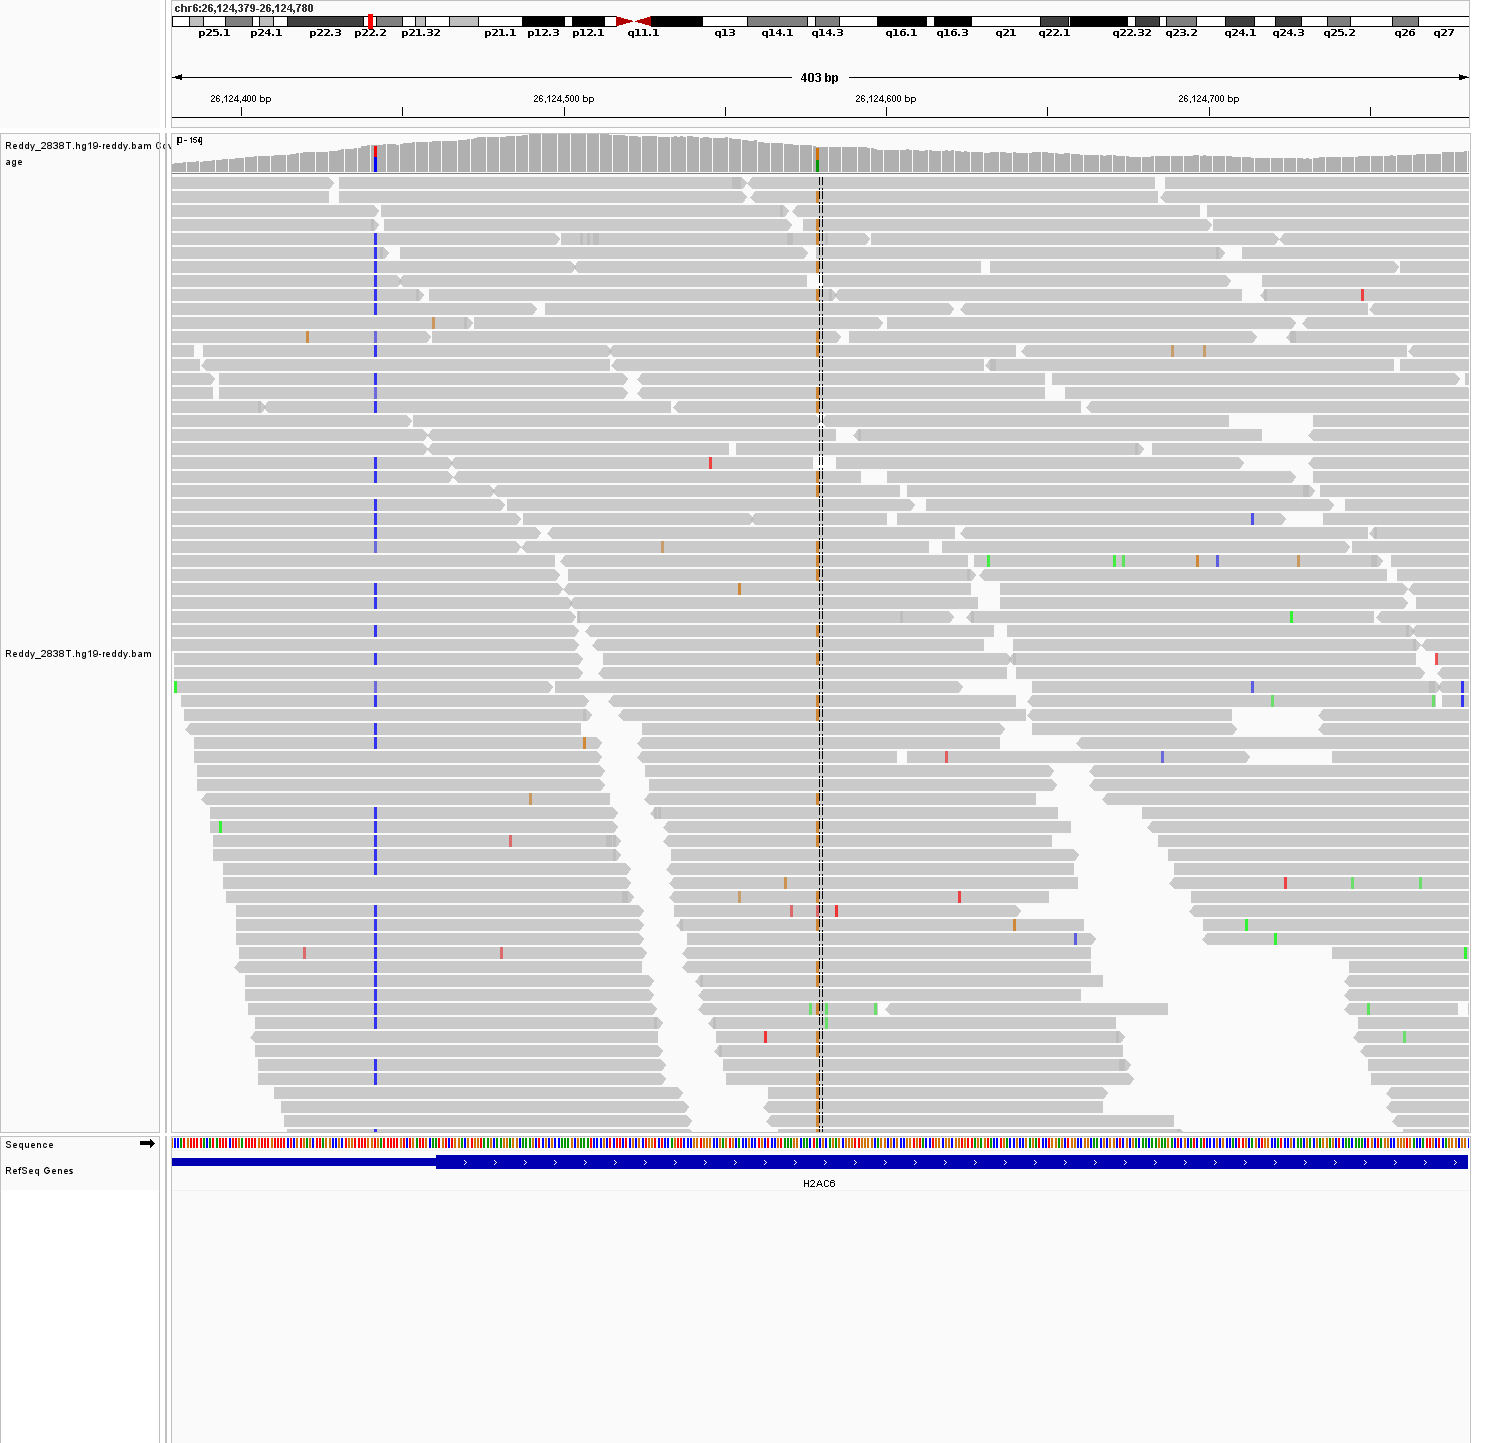 chr6:26,124,379-26,124,780
p25.1 p24.1 p22.3 p22.2 p21.32 p21.1 p12.3 p12.1 q11.1 q13 q14.1 q14.3 q16.1 q16.3 q21 q22.1 q22.32 q23.2 q24.1 q24.3 q25.2 q26 q27
403 bp
26,124,400 bp 26,124,500 bp 26,124,600 bp 26,124,700 bp
[0 - 154]
Reddy_2838T.hg19-reddy.bam Cov
age
Reddy_2838T.hg19-reddy.bam
Sequence
RefSeq Genes
H2AC6